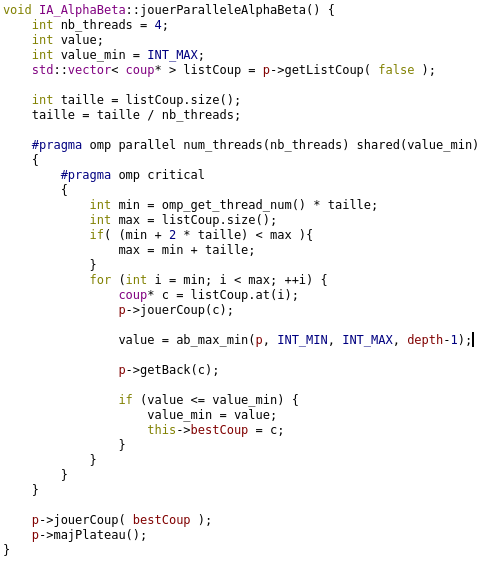 void IA_AlphaBeta::jouerParalleleAlphaBeta() {
    int nb_threads = 4;
    int value;
    int value_min = INT_MAX;
    std::vector< coup* > listCoup = p->getListCoup( false );

    int taille = listCoup.size();
    taille = taille / nb_threads;

    #pragma omp parallel num_threads(nb_threads) shared(value_min)
    {
        #pragma omp critical
        {
            int min = omp_get_thread_num() * taille;
            int max = listCoup.size();
            if( (min + 2 * taille) < max ){
                max = min + taille;
            }
            for (int i = min; i < max; ++i) {
                coup* c = listCoup.at(i);
                p->jouerCoup(c);

                value = ab_max_min(p, INT_MIN, INT_MAX, depth-1);

                p->getBack(c);

                if (value <= value_min) {
                    value_min = value;
                    this->bestCoup = c;
                }
            }
        }
    }

    p->jouerCoup( bestCoup );
    p->majPlateau();
}